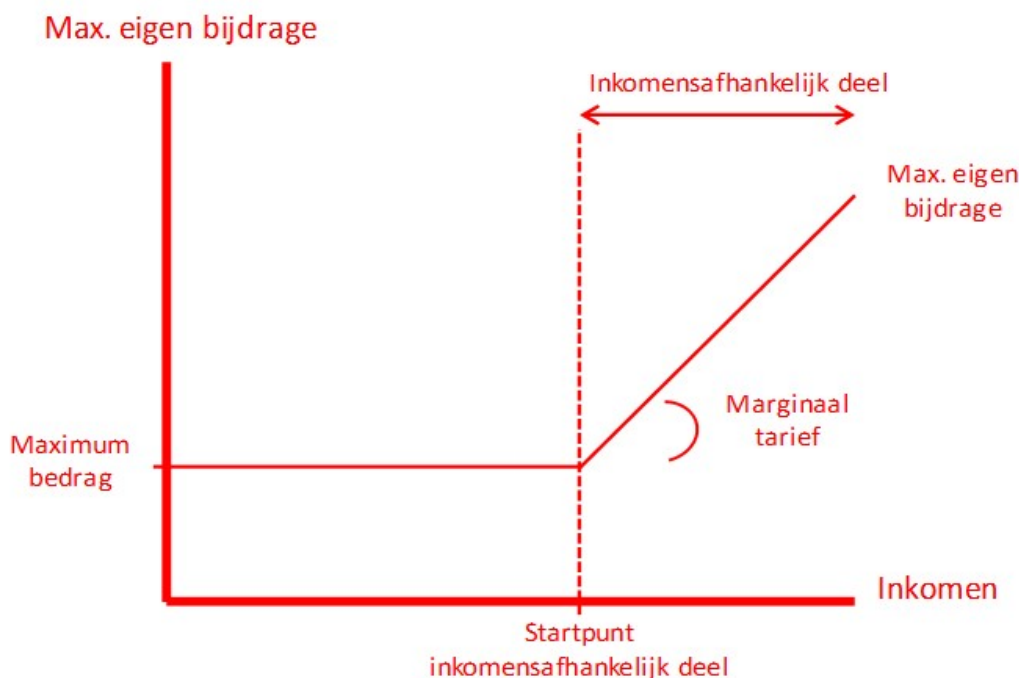 Max. eigen bijdrage
Inkomensafhankelijk deel
Max. eigen
bijdrage
Marginaal
tarief
Maximum
bedrag
Inkomen
Startpunt
inkomensafhankelijk deel